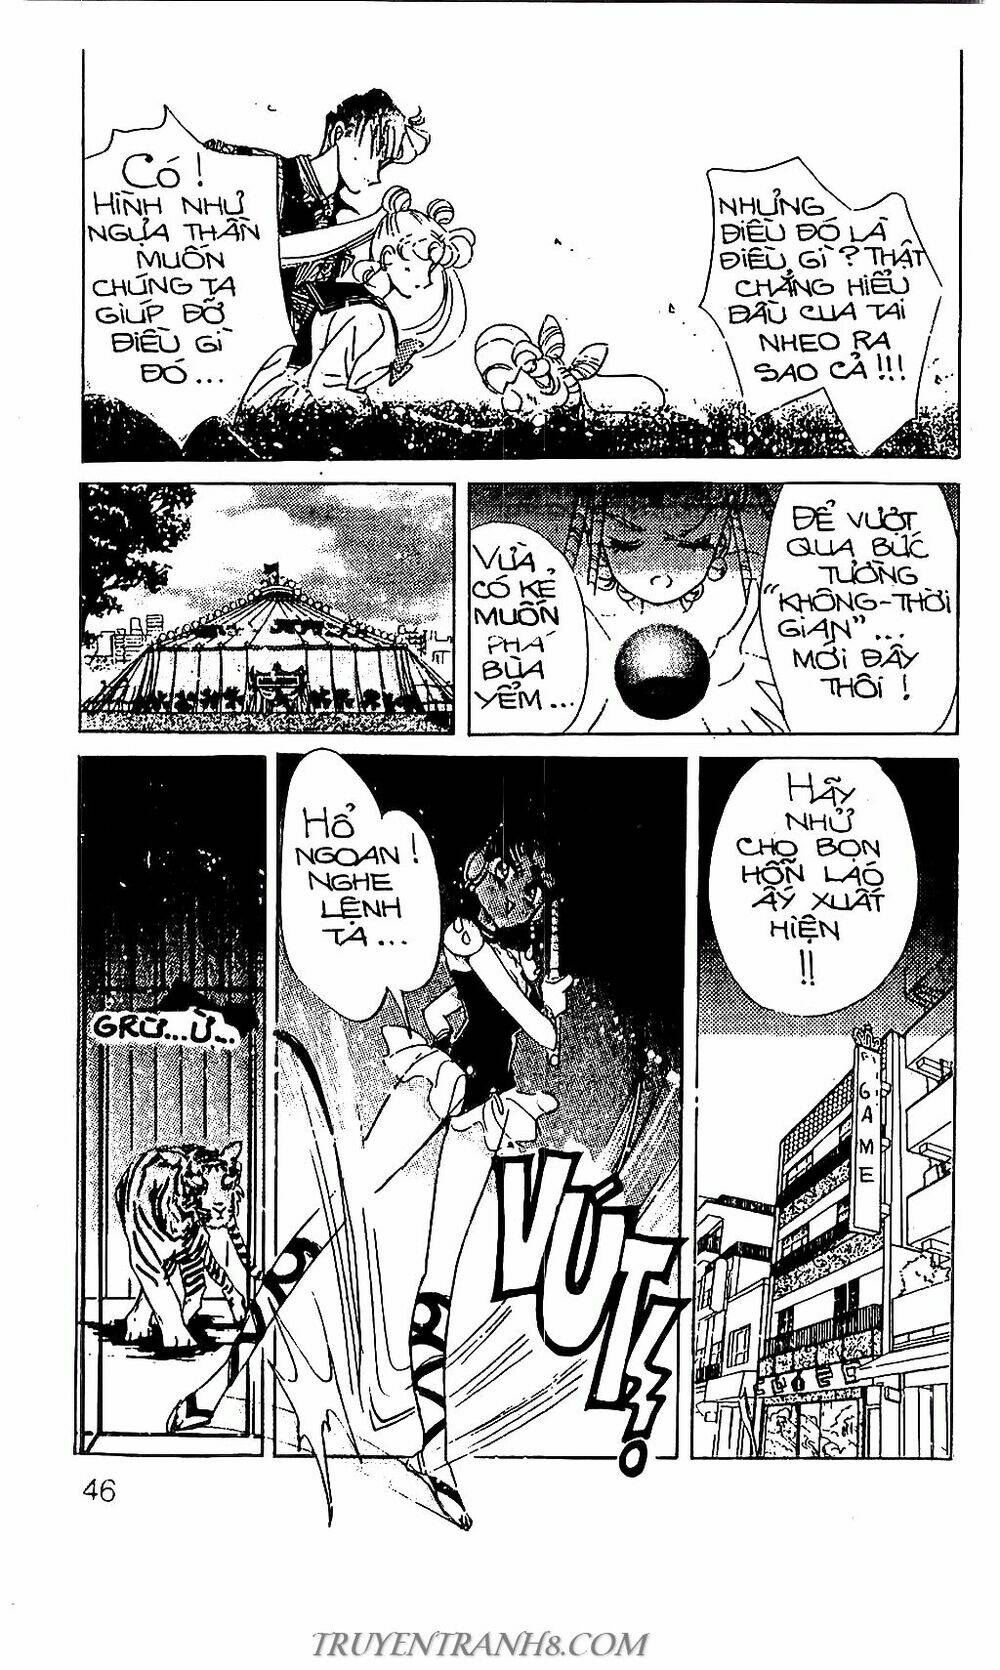 CÓ!
HÌNH NHƯ
NGỰA THẦN
MUỐN
CHÚNG TA
GIÚP ĐỠ
ĐIỀU GÌ
ĐÓ...
NHƯNG
ĐIỀU ĐÓ LÀ
ĐIỀU GÌ? THẬT
CHẲNG HIỂU
ĐẦU CUA TAI
NHEO RA
SAO CẢ!!!
VỪA
CÓ KẺ
MUỐN
PHÁ
BÙA
YỂM...
ĐỂ VƯỢT
QUA BỨC
TƯỜNG
"KHÔNG-THỜI
GIAN"...
MỚI ĐÂY
THÔI!
GRỪ...Ừ...
HỔ
NGOAN!
NGHE
LỆNH
TA...
VÚT!
HÃY
NHỬ
CHO BỌN
HỖN LÁO
ẤY XUẤT
HIỆN
!!
GAME
46
TRUYENTRANH8.COM